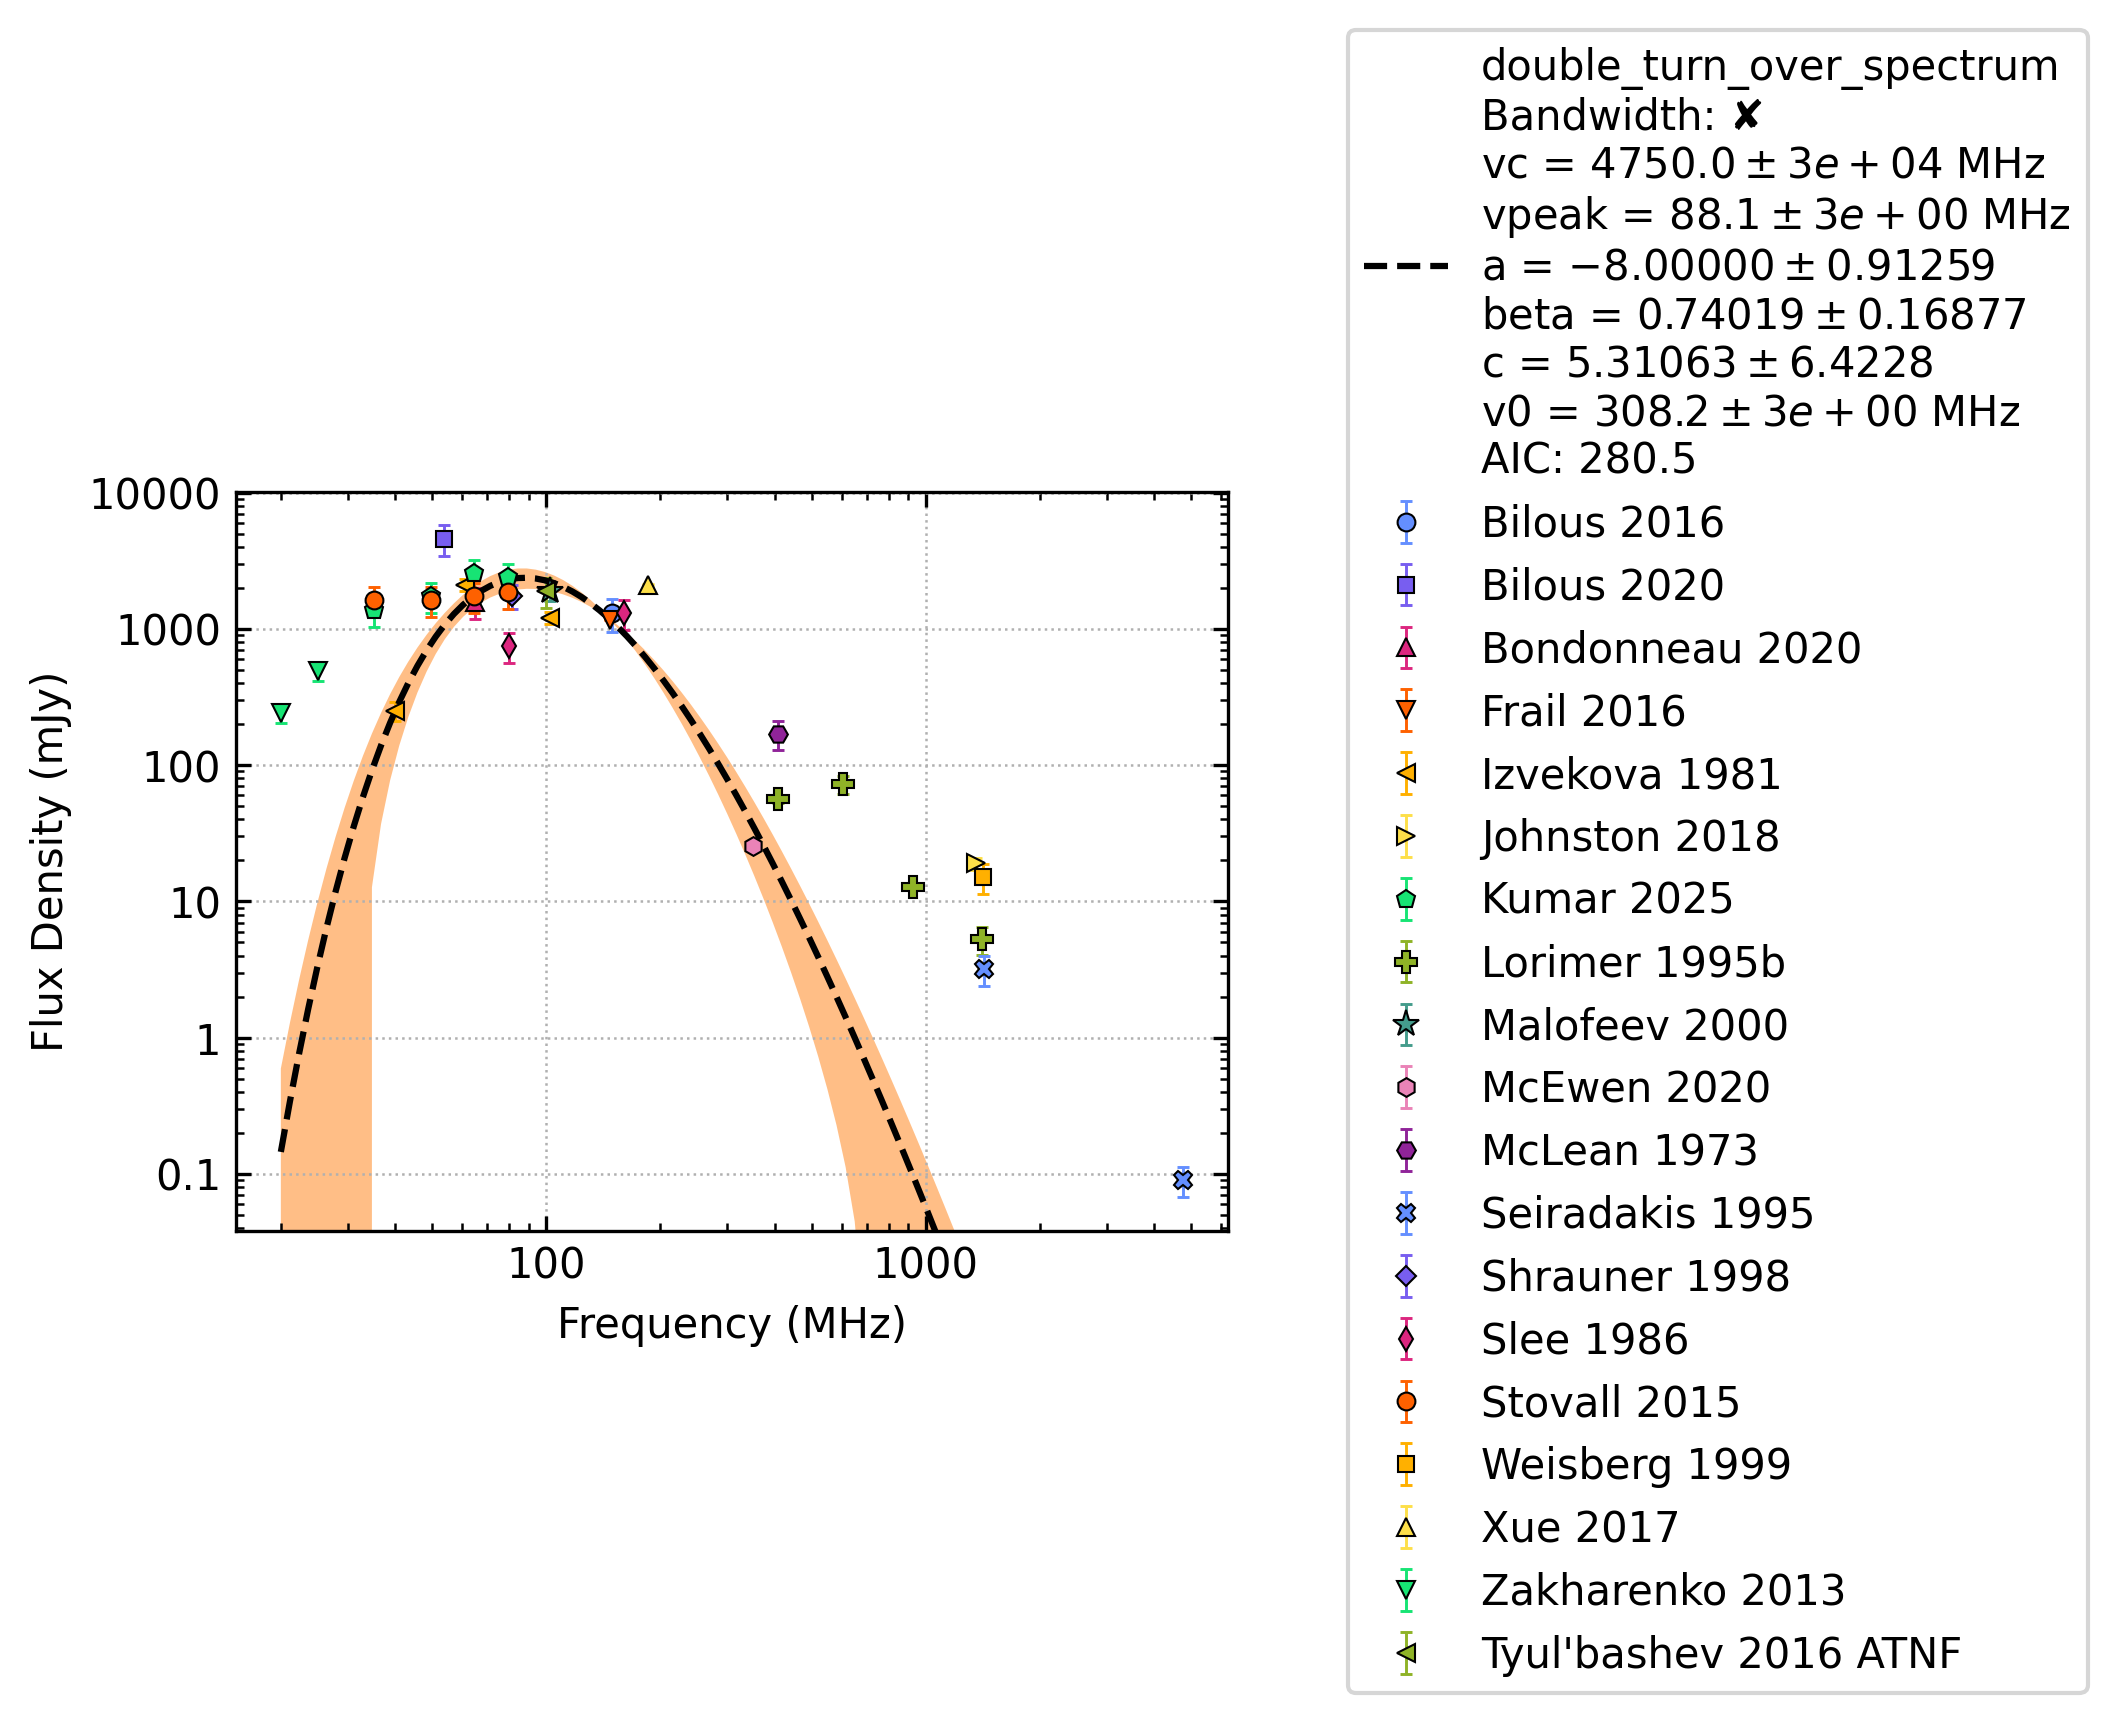 double_turn_over_spectrum
Bandwidth: ✘
vc = 4750.0 ± 3e + 04 MHz
vpeak = 88.1 ± 3e + 00 MHz
a = −8.00000 ± 0.91259
beta = 0.74019 ± 0.16877
c = 5.31063 ± 6.4228
v0 = 308.2 ± 3e + 00 MHz
AIC: 280.5
Bilous 2016
Bilous 2020
Bondonneau 2020
Frail 2016
Izvekova 1981
Johnston 2018
Kumar 2025
Lorimer 1995b
Malofeev 2000
McEwen 2020
McLean 1973
Seiradakis 1995
Shrauner 1998
Slee 1986
Stovall 2015
Weisberg 1999
Xue 2017
Zakharenko 2013
Tyul'bashev 2016 ATNF
Flux Density (mJy)
10000
1000
100
10
1
0.1
100 1000
Frequency (MHz)